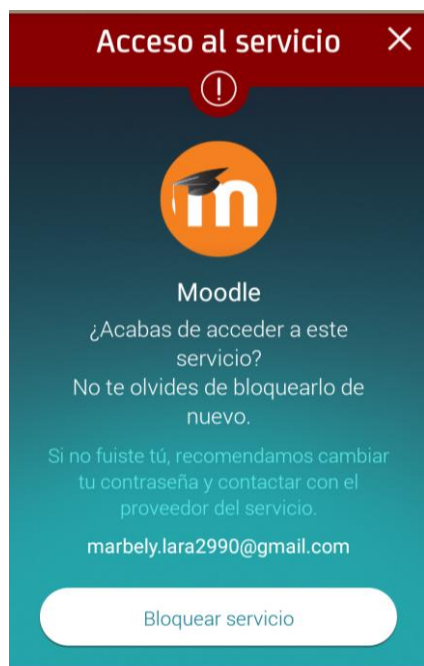 Acceso al servicio
m
Moodle
¿Acabas de acceder a este
servicio?
No te olvides de bloquearlo de
nuevo.
Si no fuiste tú, recomendamos cambiar
tu contraseña y contactar con el
proveedor del servicio.
marbely.lara2990@gmail.com
Bloquear servicio